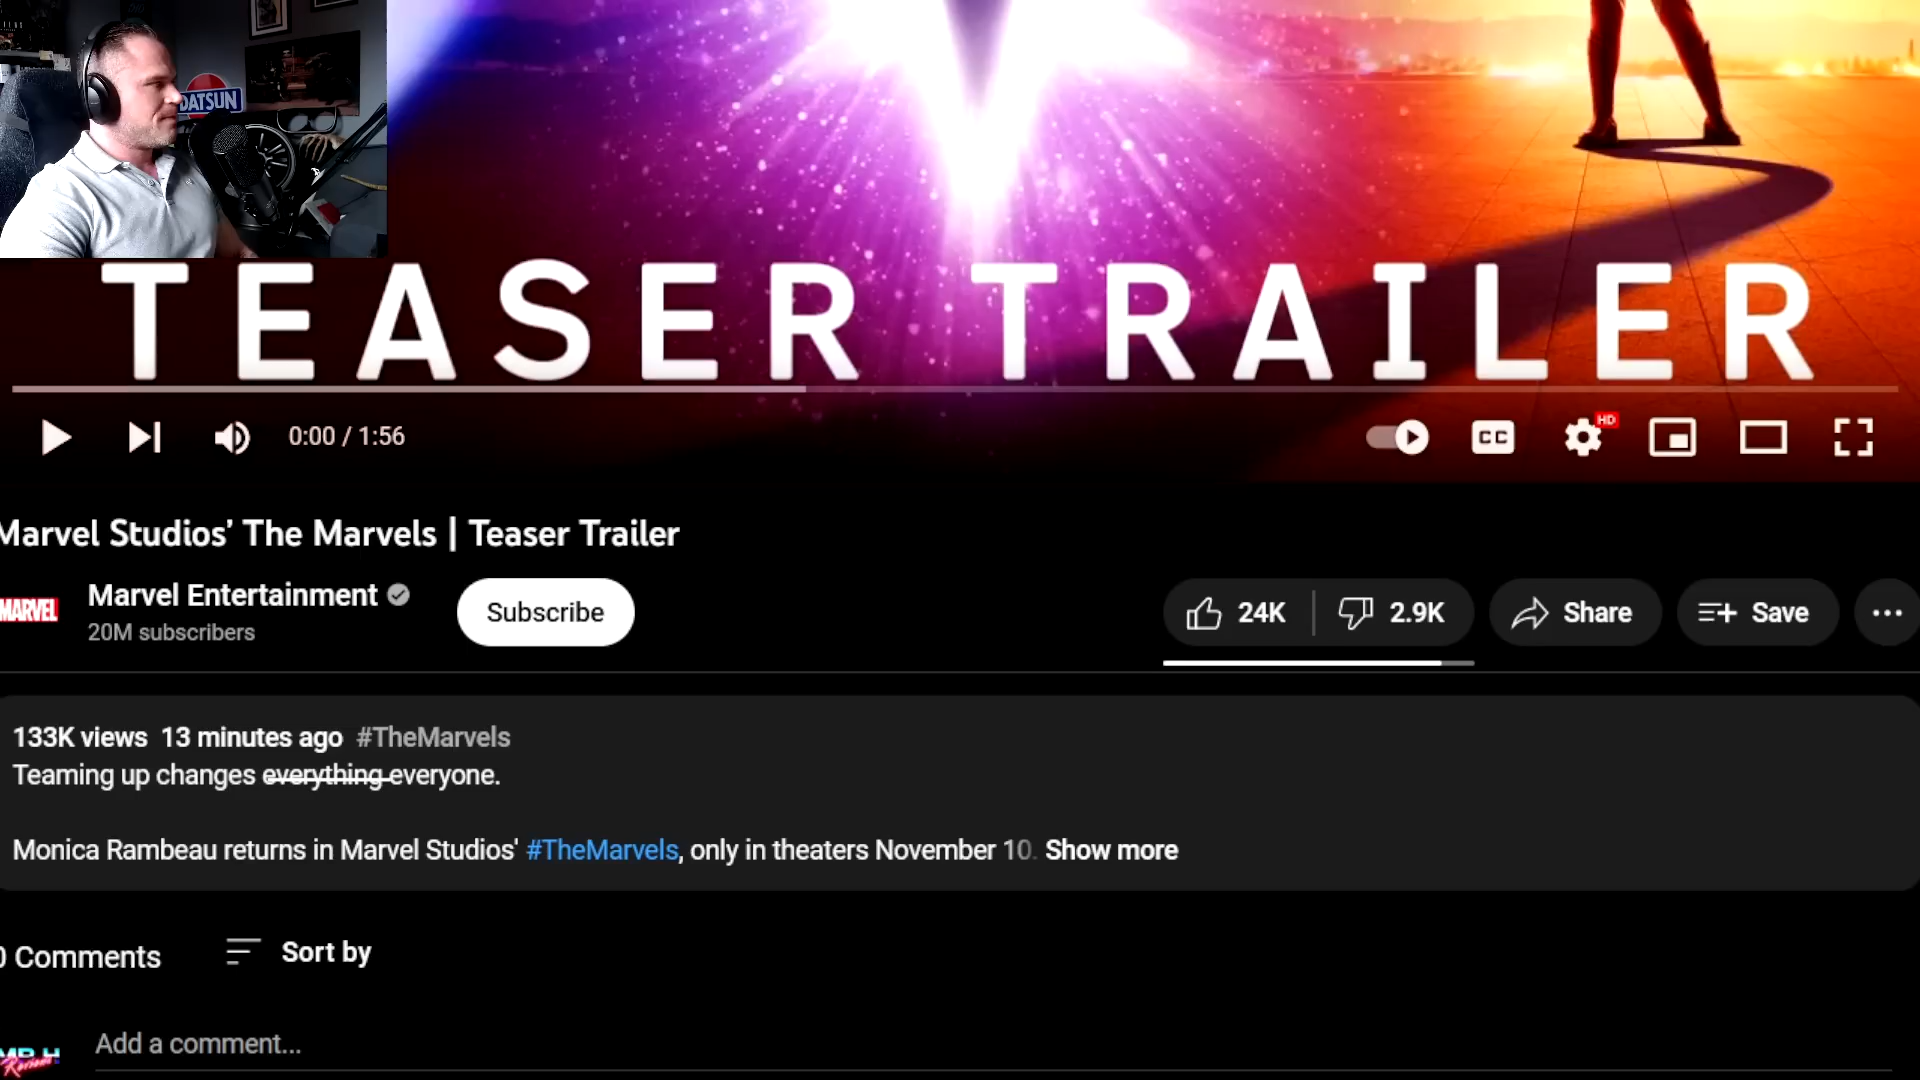 DATSUN
TEASER TRAILER
0:00 / 1:56
CC
HD
Marvel Studios' The Marvels | Teaser Trailer
MARVEL
Marvel Entertainment
20M subscribers
Subscribe
24K
2.9K
Share
Save
133K views 13 minutes ago #TheMarvels
Teaming up changes everything everyone.
Monica Rambeau returns in Marvel Studios' #TheMarvels, only in theaters November 10. Show more
Comments
Sort by
Add a comment...